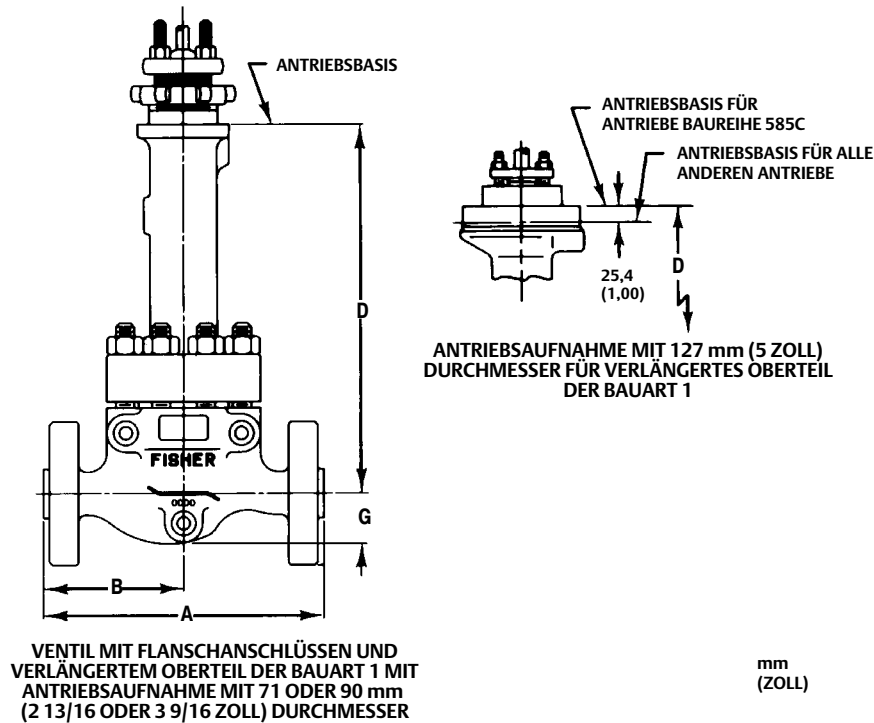 ANTRIEBSBASIS
ANTRIEBSBASIS FÜR
ANTRIEBE BAUREIHE 585C
ANTRIEBSBASIS FÜR ALLE
ANDEREN ANTRIEBE
25,4
(1,00)
D
ANTRIEBSAUFNAHME MIT 127 mm (5 ZOLL)
DURCHMESSER FÜR VERLÄNGERTES OBERTEIL
DER BAUART 1
D
FISHER
G
B
A
VENTIL MIT FLANSCHANSCHLÜSSEN UND
VERLÄNGERTEM OBERTEIL DER BAUART 1 MIT
ANTRIEBSAUFNAHME MIT 71 ODER 90 mm
(2 13/16 ODER 3 9/16 ZOLL) DURCHMESSER
mm
(ZOLL)